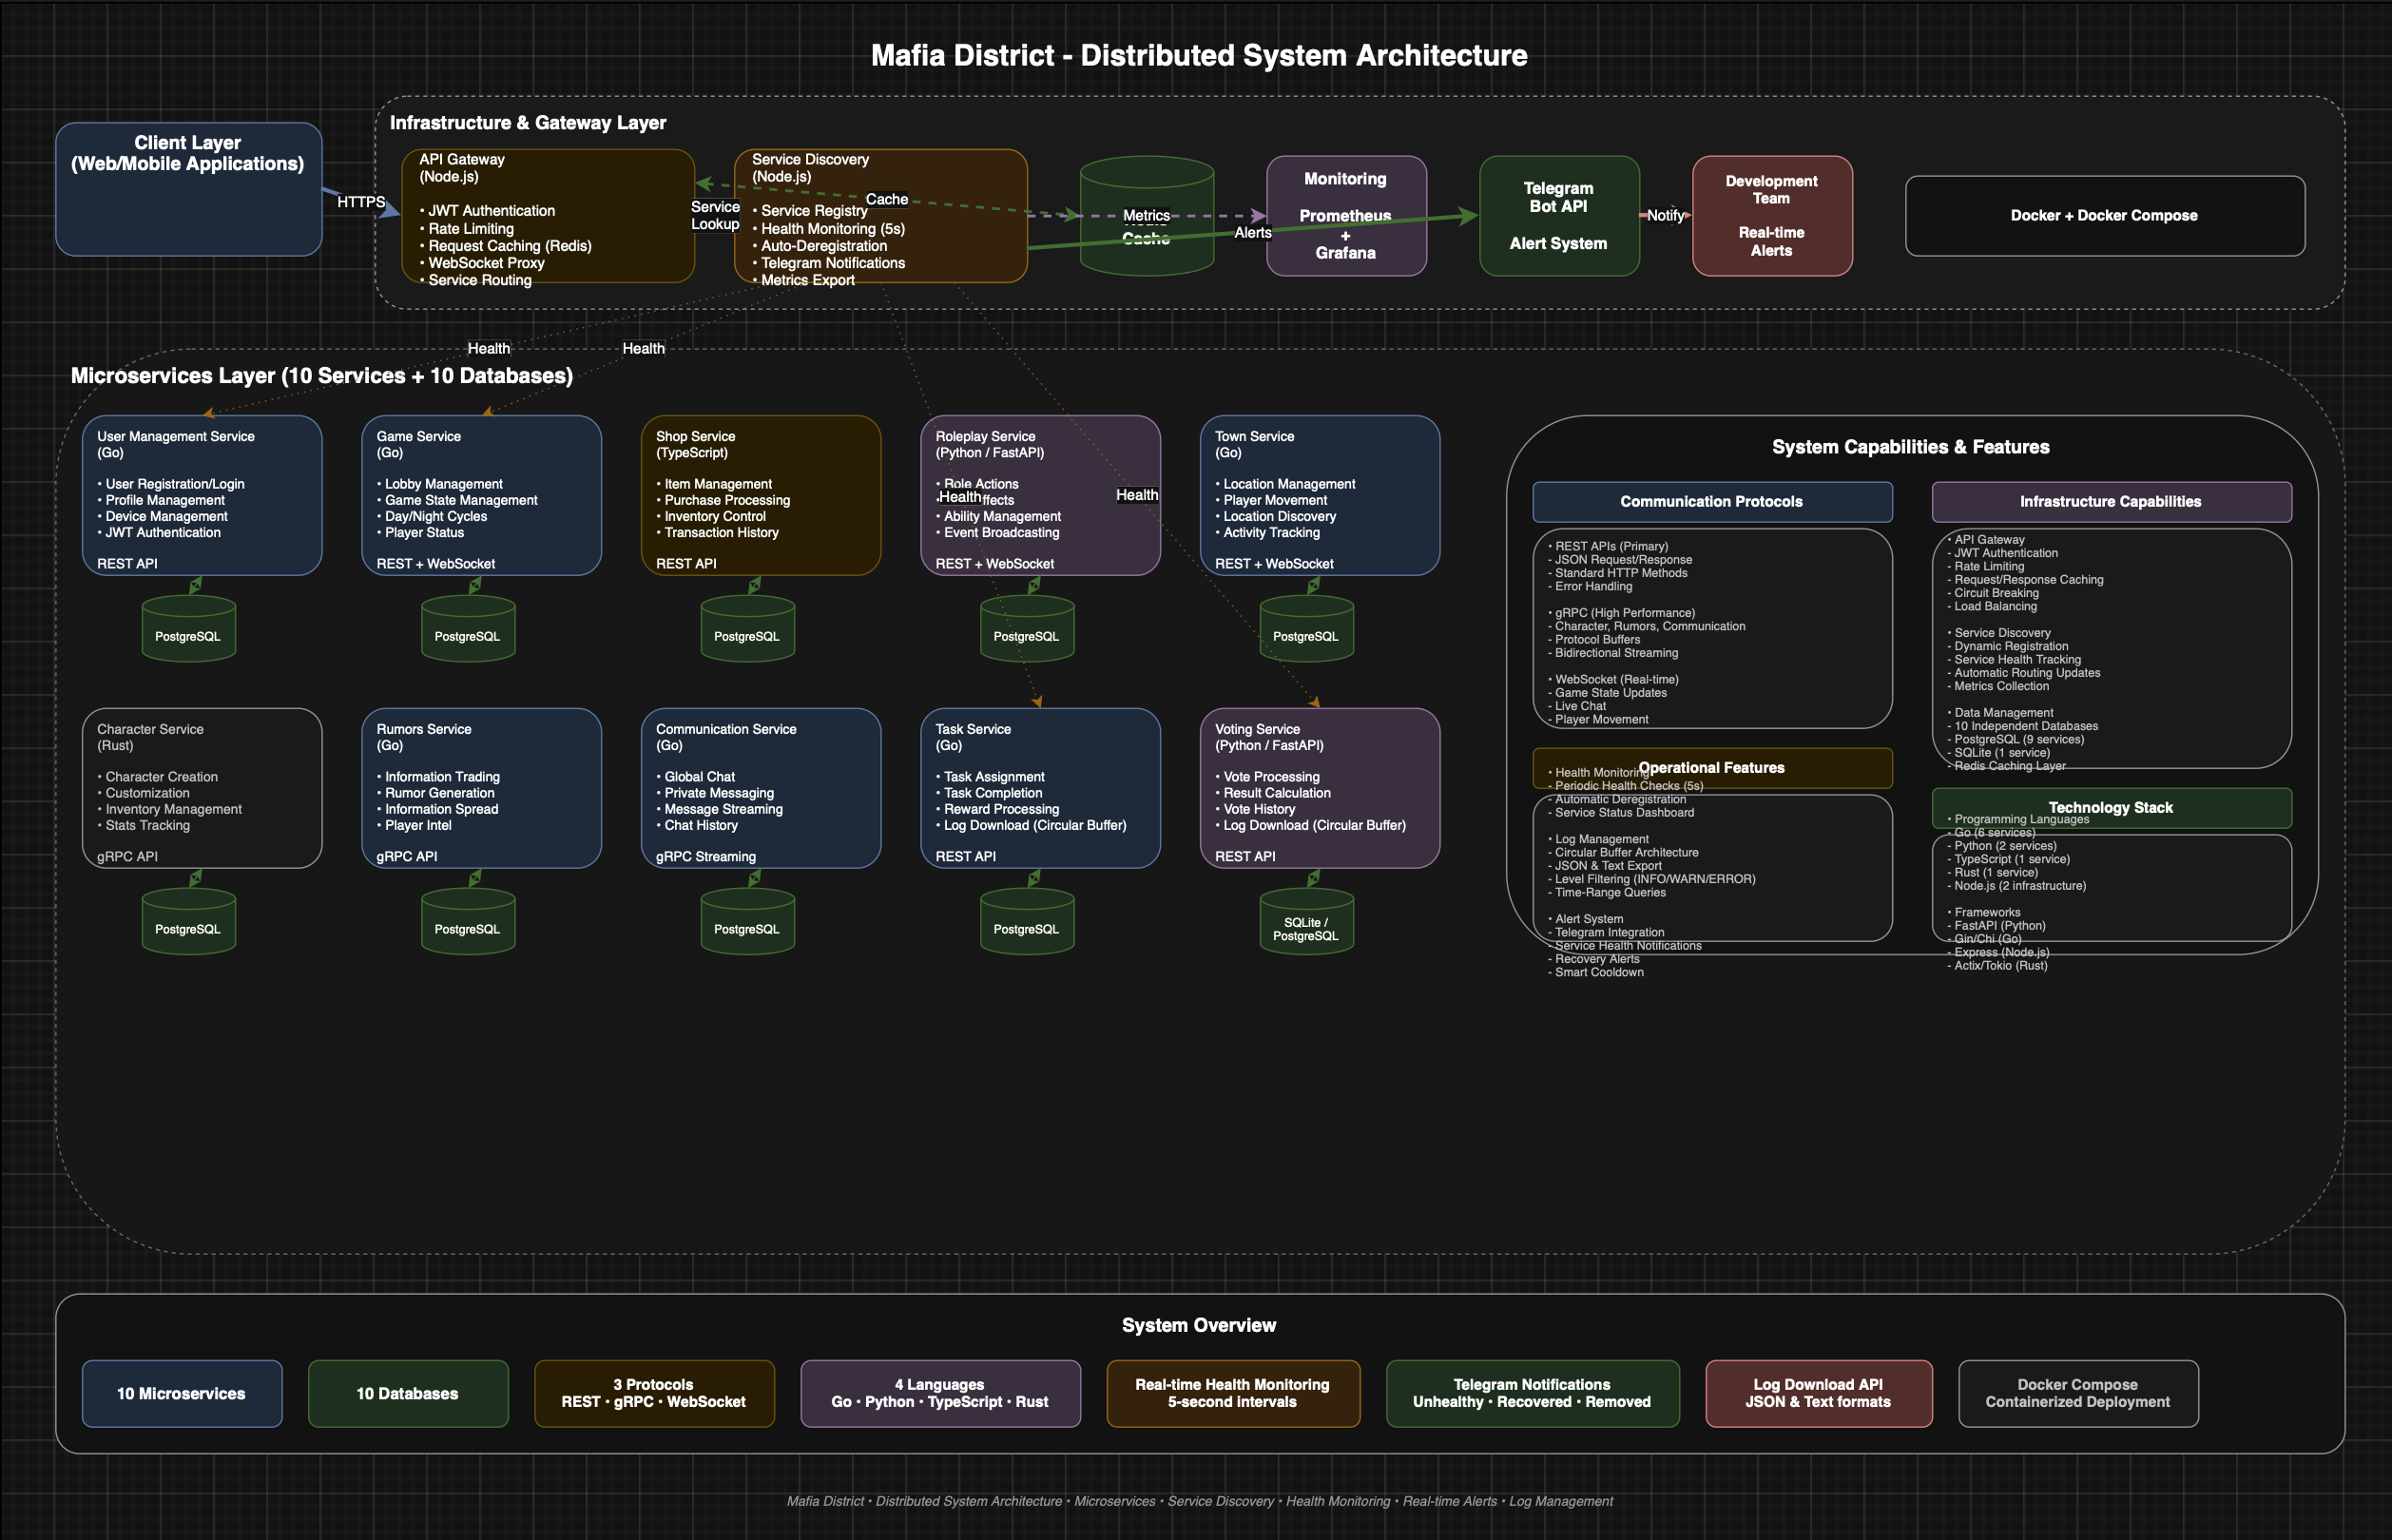 Mafia District - Distributed System Architecture
Client Layer
(Web/Mobile Applications)
HTTPS
Infrastructure & Gateway Layer
API Gateway
(Node.js)
• JWT Authentication
• Rate Limiting
• Request Caching (Redis)
• WebSocket Proxy
• Service Routing
Service
Lookup
Service Discovery
(Node.js)
• Service Registry
• Health Monitoring (5s)
• Auto-Deregistration
• Telegram Notifications
• Metrics Export
Cache
Metrics
Cache
Alerts
Monitoring
Prometheus
+
Grafana
Telegram
Bot API
Alert System
Notify
Development
Team
Real-time
Alerts
Docker + Docker Compose
Health
Health
Microservices Layer (10 Services + 10 Databases)
User Management Service
(Go)
• User Registration/Login
• Profile Management
• Device Management
• JWT Authentication
REST API
PostgreSQL
Game Service
(Go)
• Lobby Management
• Game State Management
• Day/Night Cycles
• Player Status
REST + WebSocket
PostgreSQL
Shop Service
(TypeScript)
• Item Management
• Purchase Processing
• Inventory Control
• Transaction History
REST API
PostgreSQL
Roleplay Service
(Python / FastAPI)
• Role Actions
Health
• Ability Management
• Event Broadcasting
REST + WebSocket
PostgreSQL
Health
Town Service
(Go)
• Location Management
• Player Movement
• Location Discovery
• Activity Tracking
REST + WebSocket
PostgreSQL
Character Service
(Rust)
• Character Creation
• Customization
• Inventory Management
• Stats Tracking
gRPC API
PostgreSQL
Rumors Service
(Go)
• Information Trading
• Rumor Generation
• Information Spread
• Player Intel
gRPC API
PostgreSQL
Communication Service
(Go)
• Global Chat
• Private Messaging
• Message Streaming
• Chat History
gRPC Streaming
PostgreSQL
Task Service
(Go)
• Task Assignment
• Task Completion
• Reward Processing
• Log Download (Circular Buffer)
REST API
PostgreSQL
Voting Service
(Python / FastAPI)
• Vote Processing
• Result Calculation
• Vote History
• Log Download (Circular Buffer)
REST API
SQLite /
PostgreSQL
System Capabilities & Features
Communication Protocols
• REST APIs (Primary)
- JSON Request/Response
- Standard HTTP Methods
- Error Handling
• gRPC (High Performance)
- Character, Rumors, Communication
- Protocol Buffers
- Bidirectional Streaming
• WebSocket (Real-time)
- Game State Updates
- Live Chat
- Player Movement
Operational Features
• Health Monitoring
- Periodic Health Checks (5s)
- Automatic Deregistration
- Service Status Dashboard
• Log Management
- Circular Buffer Architecture
- JSON & Text Export
- Level Filtering (INFO/WARN/ERROR)
- Time-Range Queries
• Alert System
- Telegram Integration
- Service Health Notifications
- Recovery Alerts
- Smart Cooldown
Infrastructure Capabilities
• API Gateway
- JWT Authentication
- Rate Limiting
- Request/Response Caching
- Circuit Breaking
- Load Balancing
• Service Discovery
- Dynamic Registration
- Service Health Tracking
- Automatic Routing Updates
- Metrics Collection
• Data Management
- 10 Independent Databases
- PostgreSQL (9 services)
- SQLite (1 service)
- Redis Caching Layer
Technology Stack
• Programming Languages
- Go (6 services)
- Python (2 services)
- TypeScript (1 service)
- Rust (1 service)
- Node.js (2 infrastructure)
• Frameworks
- FastAPI (Python)
- Gin/Chi (Go)
- Express (Node.js)
- Actix/Tokio (Rust)
System Overview
10 Microservices
10 Databases
3 Protocols
REST • gRPC • WebSocket
4 Languages
Go • Python • TypeScript • Rust
Real-time Health Monitoring
5-second intervals
Telegram Notifications
Unhealthy • Recovered • Removed
Log Download API
JSON & Text formats
Docker Compose
Containerized Deployment
Mafia District • Distributed System Architecture • Microservices • Service Discovery • Health Monitoring • Real-time Alerts • Log Management